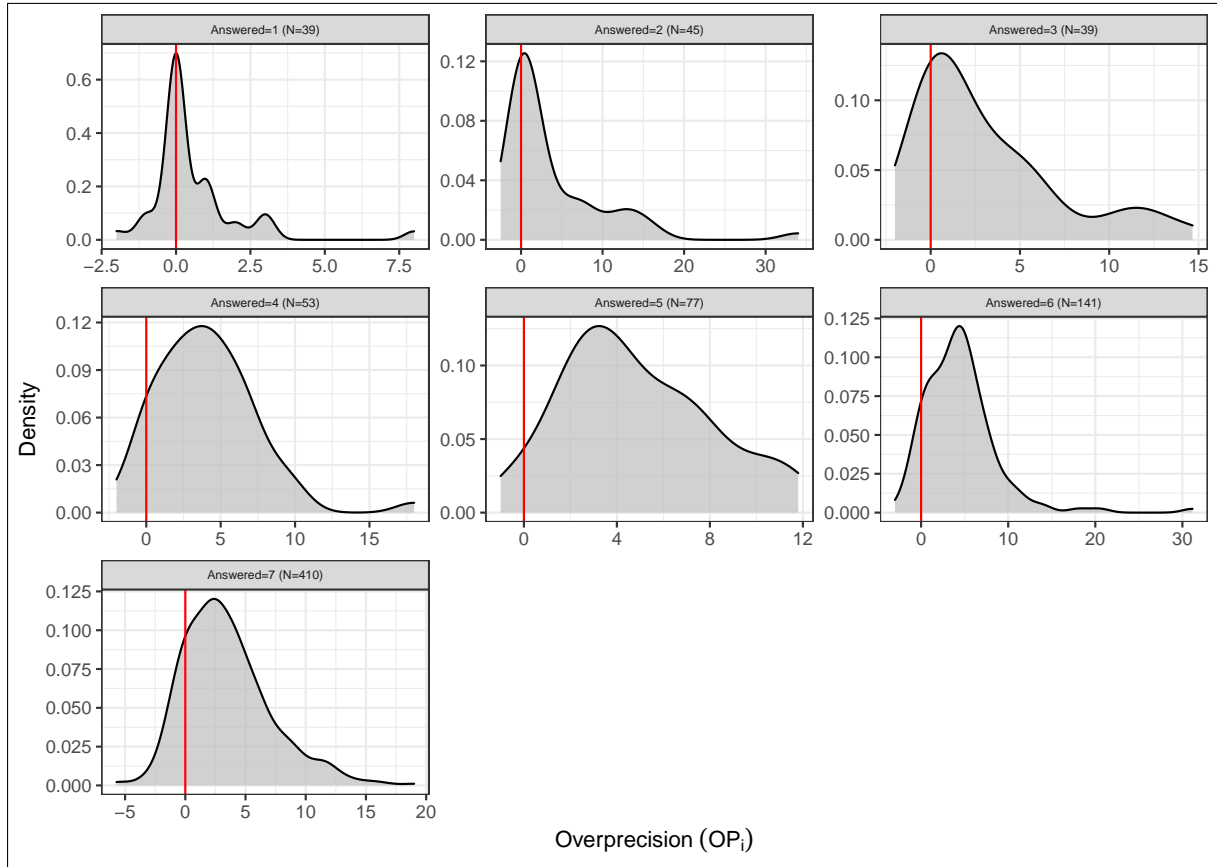 Answered=1 (N=39)
0.6
0.4
0.2
0.0
−2.5 0.0 2.5 5.0 7.5
Answered=2 (N=45)
0.12
0.08
0.04
0.00
0 10 20 30
Answered=3 (N=39)
0.10
0.05
0.00
0 5 10 15
Answered=4 (N=53)
0.12
0.09
0.06
0.03
0.00
0 5 10 15
Answered=5 (N=77)
0.10
0.05
0.00
0 4 8 12
Answered=6 (N=141)
0.125
0.100
0.075
0.050
0.025
0.000
0 10 20 30
Answered=7 (N=410)
0.125
0.100
0.075
0.050
0.025
0.000
−5 0 5 10 15 20
Density
Overprecision (OPi)